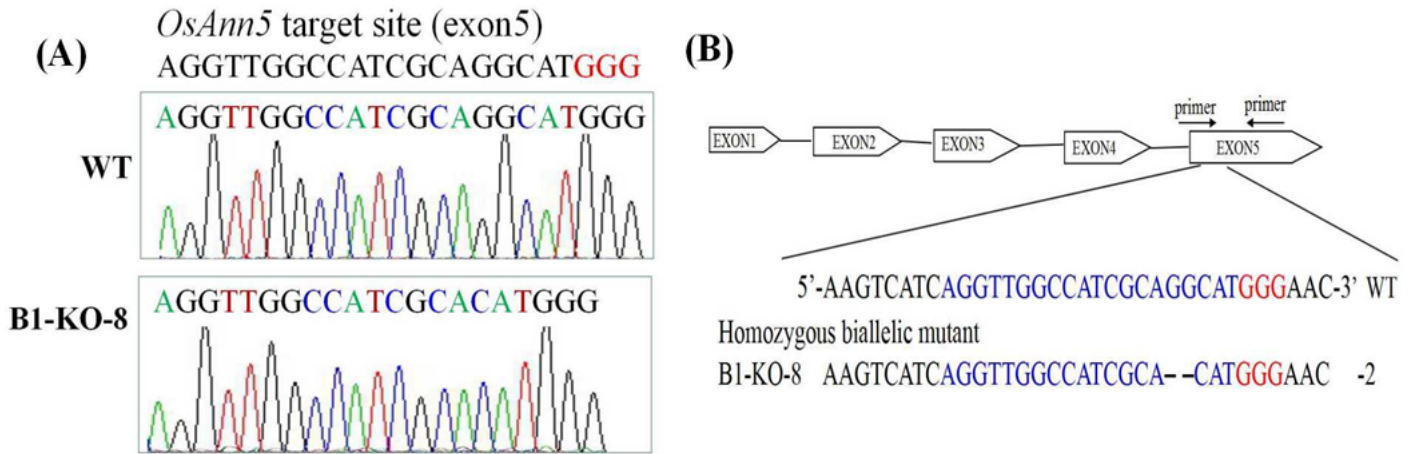 (A)
OsAnn5 target site (exon5)
AGGTTGGCCATCGCAGGCATGGG
AGGTTGGCCATCGCAGGCATGGG
WT
AGGTTGGCCATCGCACATGGG
B1-KO-8
(B)
primer primer
EXON1 EXON2 EXON3 EXON4 EXON5
5'-AAGTCATCAGGTTGGCCATCGCAGGCATGGGAAC-3' WT
Homozygous biallelic mutant
B1-KO-8 AAGTCATCAGGTTGGCCATCGCA--CATGGGAAC -2